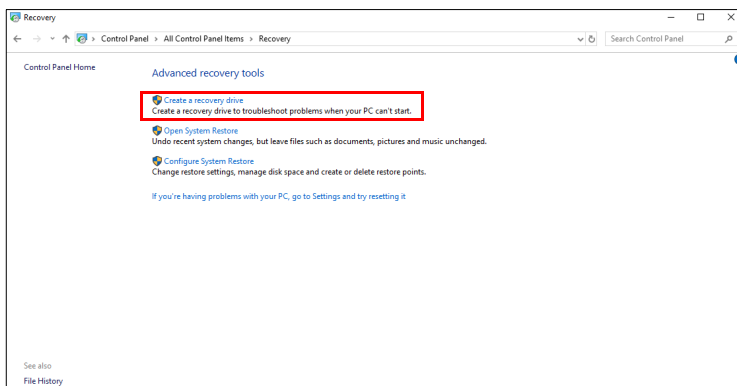 Recovery
Control Panel > All Control Panel Items > Recovery
Search Control Panel
Control Panel Home
Advanced recovery tools
Create a recovery drive
Create a recovery drive to troubleshoot problems when your PC can't start.
Open System Restore
Undo recent system changes, but leave files such as documents, pictures and music unchanged.
Configure System Restore
Change restore settings, manage disk space and create or delete restore points.
If you're having problems with your PC, go to Settings and try resetting it
See also
File History